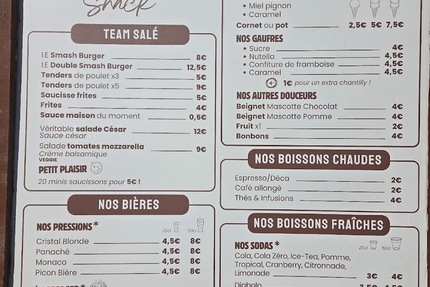 Snack
TEAM SALÉ
LE Smash Burger 8€
LE Double Smash Burger 12,5€
Tenders de poulet x3 5€
Tenders de poulet x5 9€
Saucisse frites 5€
Frites 4€
Sauce maison du moment 0,5€
Véritable salade César 12€
Sauce césar
Salade tomates mozzarella 9€
Crème balsamique
VEGGIE
PETIT PLAISIR
20 minis saucissons pour 5€ !
NOS BIÈRES
NOS PRESSIONS * 25cl 50cl
Cristal Blonde 4,5€ 8€
Panaché 4,5€ 8€
Monaco 4,5€ 8€
Picon Bière 4,5€ 8€
• Miel pignon
• Caramel
Cornet ou pot 2,5€ 5€ 7,5€
NOS GAUFRES
• Sucre 4€
• Nutella 4,5€
• Confiture de framboise 4,5€
• Caramel 4,5€
+ 1€ pour un extra chantilly !
NOS AUTRES DOUCEURS
Beignet Mascotte Chocolat 4€
Beignet Mascotte Pomme 4€
Fruit x1 2€
Bonbons 4€
NOS BOISSONS CHAUDES
Espresso/Déca 2€
Café allongé 2€
Thés & Infusions 4€
NOS BOISSONS FRAÎCHES
NOS SODAS * 25cl 50cl
Cola, Cola Zéro, Ice-Tea, Pomme,
Tropical, Cranberry, Citronnade,
Limonade 3€ 4€
Diabolo